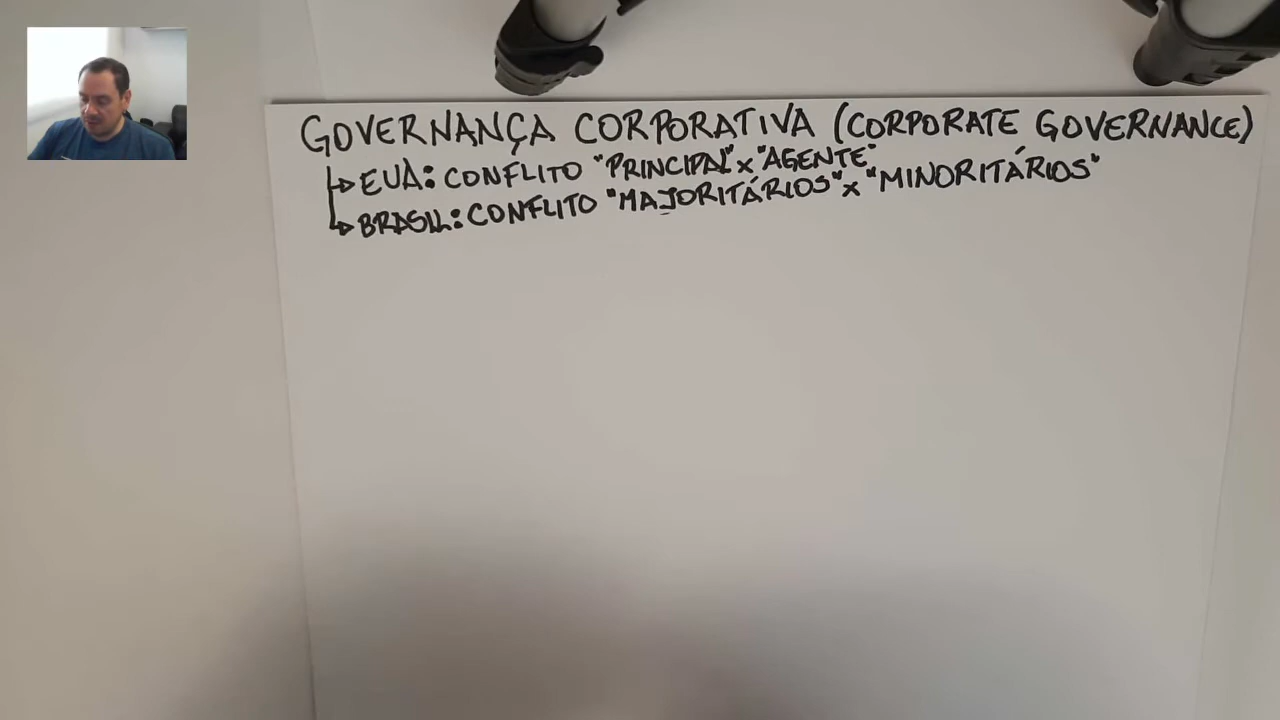 GOVERNANÇA CORPORATIVA (CORPORATE GOVERNANCE)
EUA: CONFLITO "PRINCIPAL" x "AGENTE"
BRASIL: CONFLITO "MAJORITÁRIOS" x "MINORITÁRIOS"